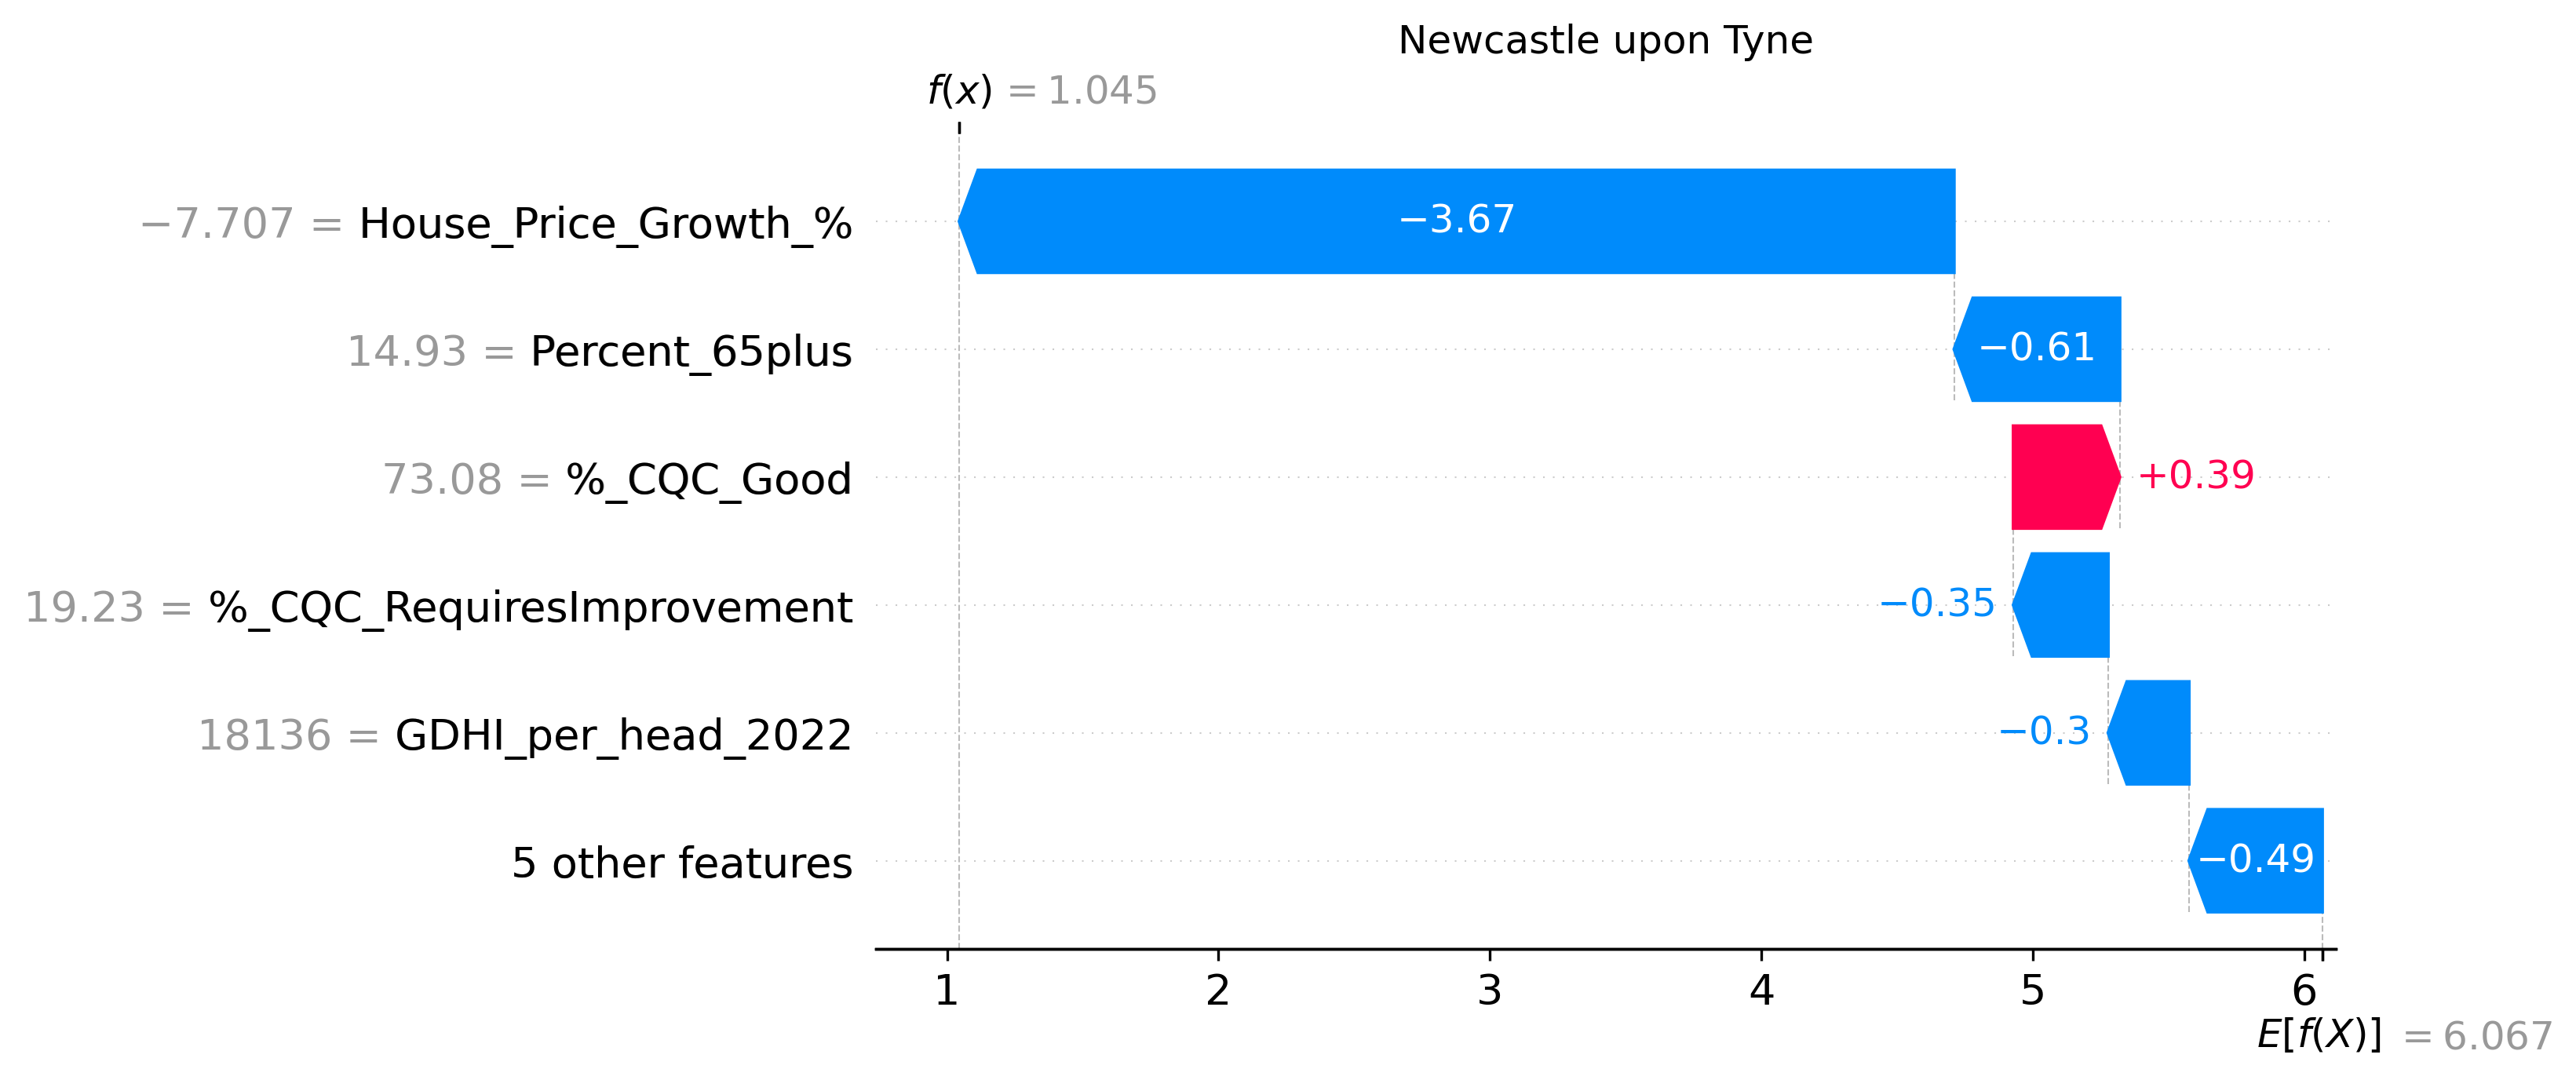 Newcastle upon Tyne
f(x) = 1.045
−7.707 = House_Price_Growth_%
−3.67
14.93 = Percent_65plus
−0.61
73.08 = %_CQC_Good
+0.39
19.23 = %_CQC_RequiresImprovement
−0.35
18136 = GDHI_per_head_2022
−0.3
5 other features
−0.49
1 2 3 4 5 6
E[f(X)] = 6.067